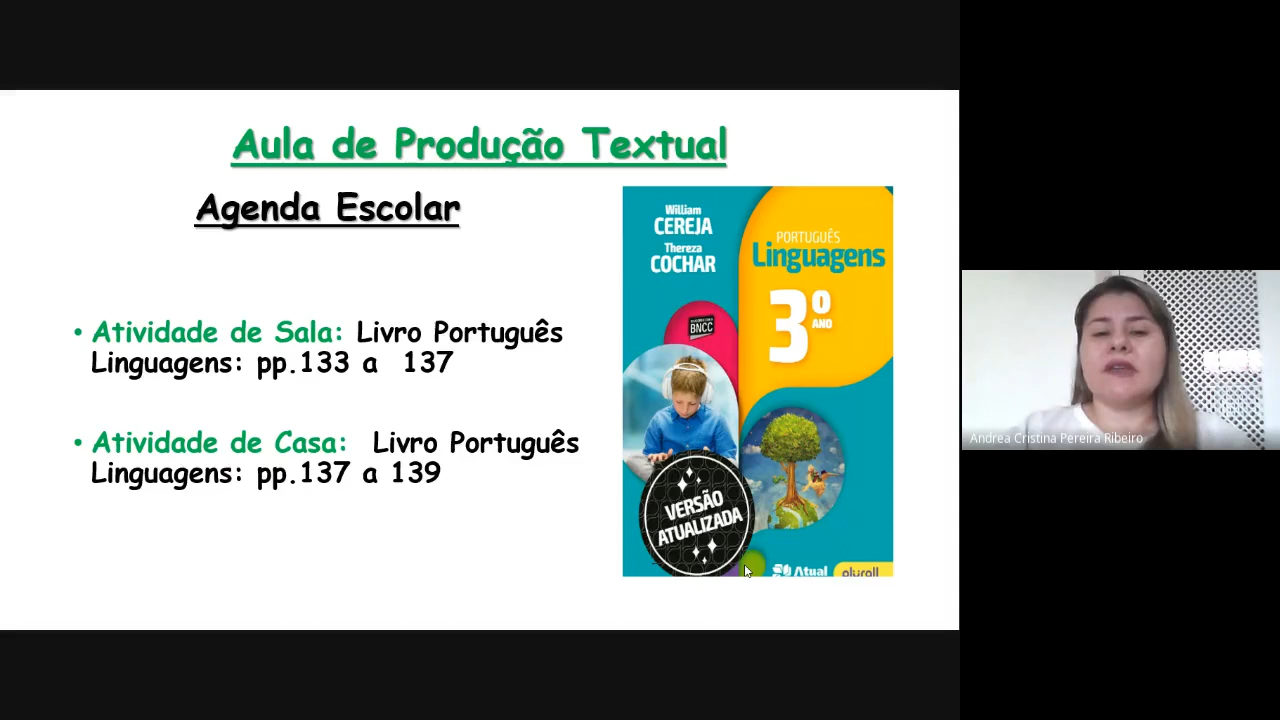 Aula de Produção Textual
Agenda Escolar
• Atividade de Sala: Livro Português
Linguagens: pp.133 a 137
• Atividade de Casa: Livro Português
Linguagens: pp.137 a 139
William
CEREJA
Thereza
COCHAR
PORTUGUÊS
Linguagens
3º
ANO
BNCC
VERSÃO
ATUALIZADA
Atual
plurall
Andrea Cristina Pereira Ribeiro